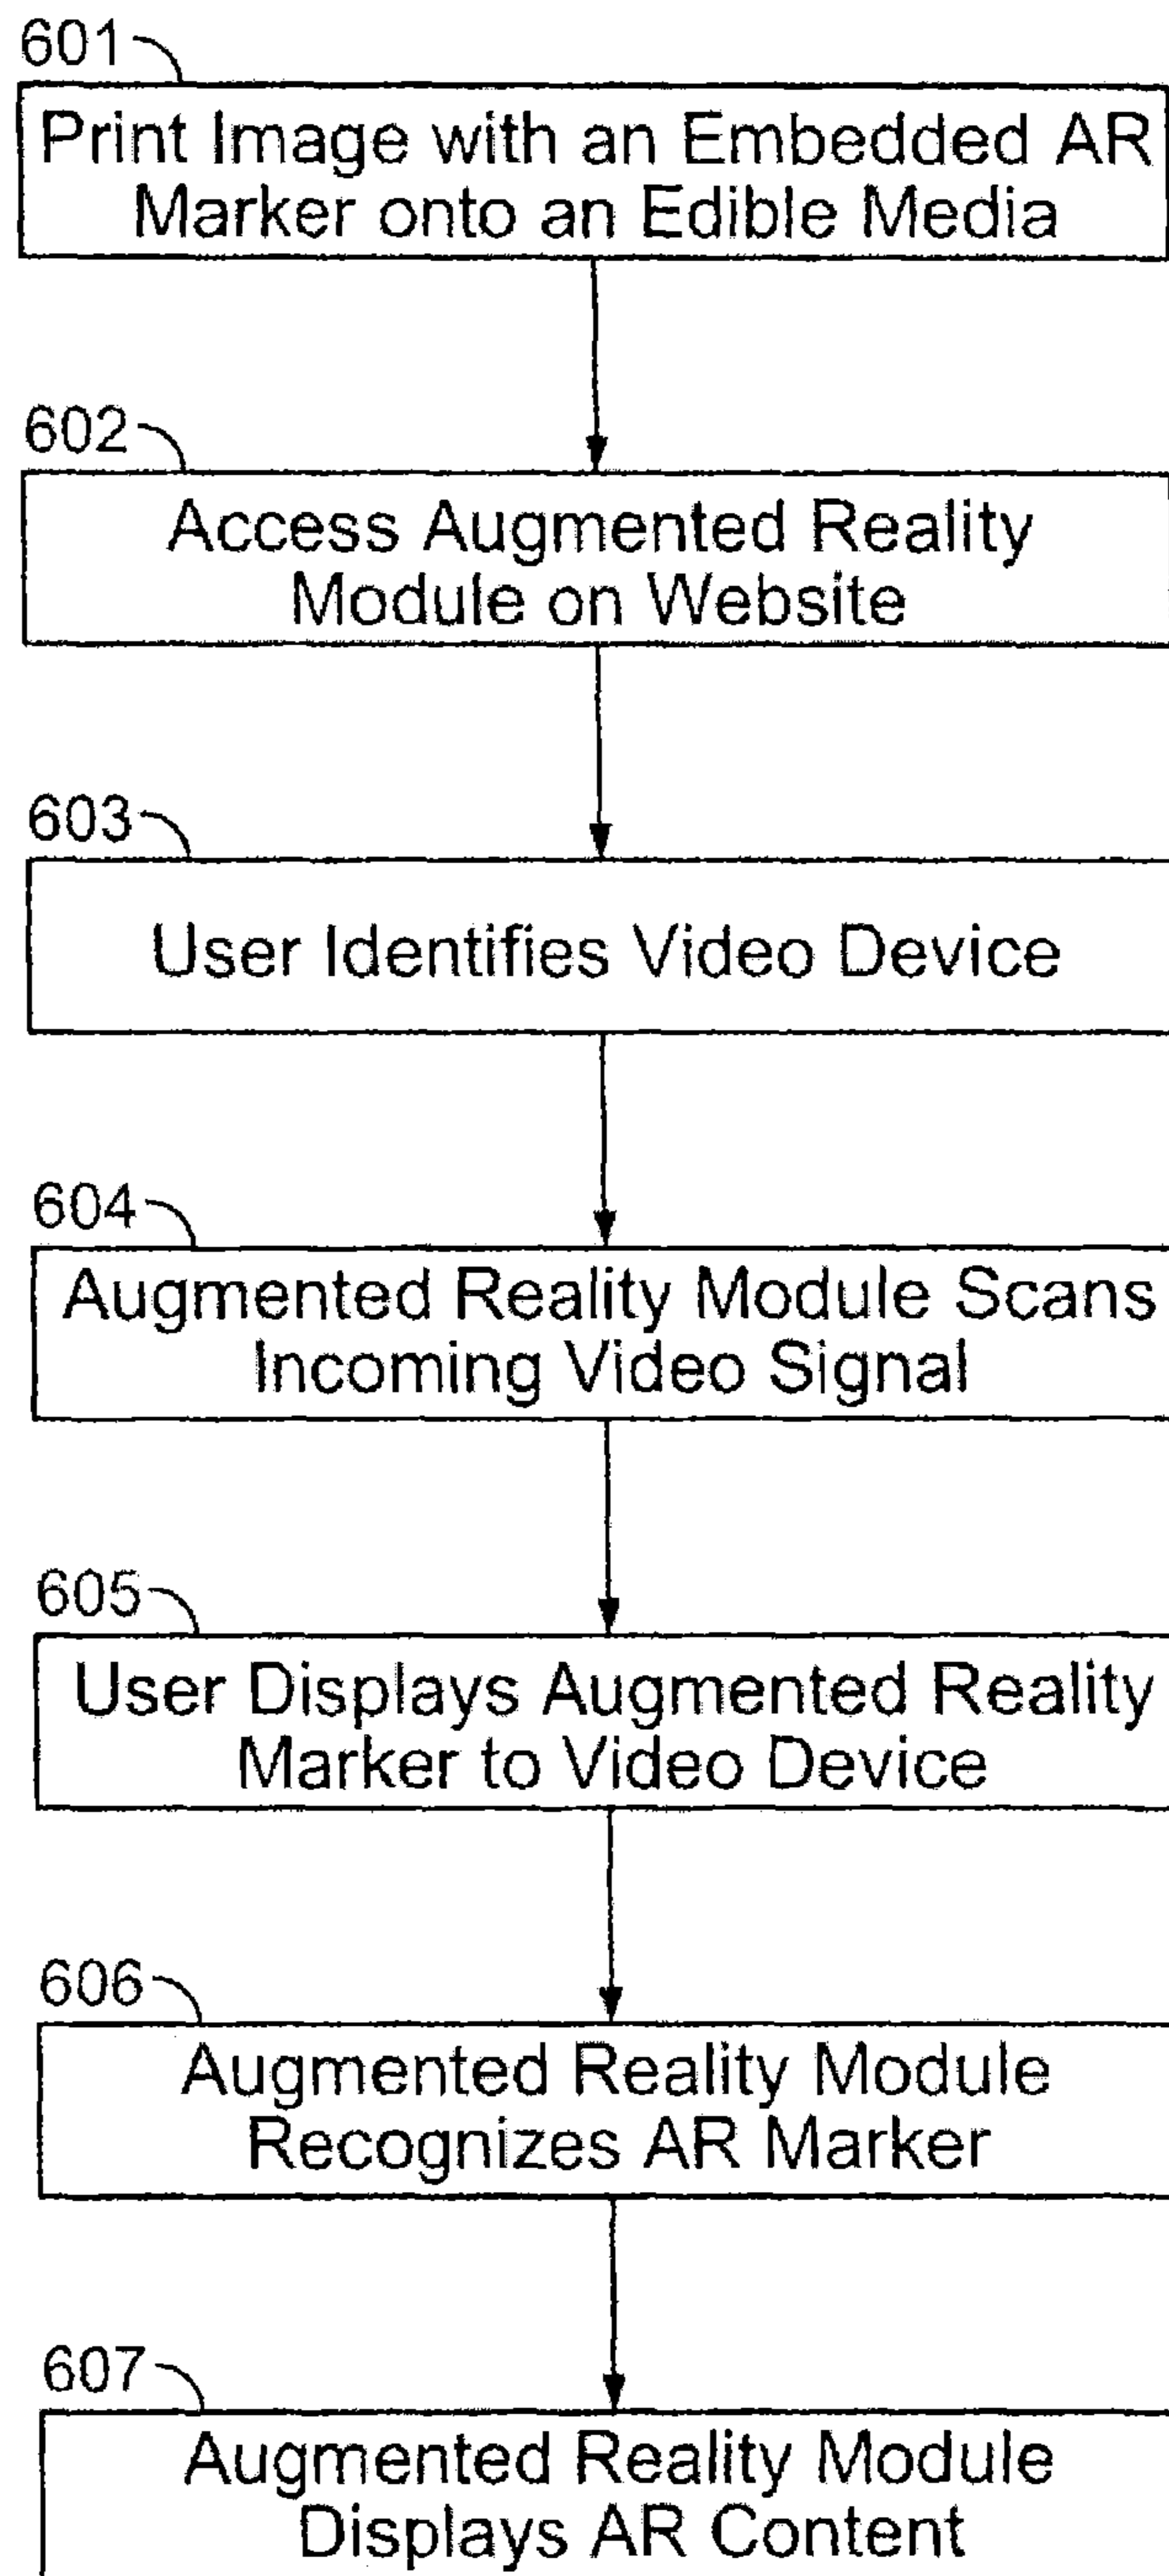 601
Print Image with an Embedded AR
Marker onto an Edible Media
602
Access Augmented Reality
Module on Website
603
User Identifies Video Device
604
Augmented Reality Module Scans
Incoming Video Signal
605
User Displays Augmented Reality
Marker to Video Device
606
Augmented Reality Module
Recognizes AR Marker
607
Augmented Reality Module
Displays AR Content